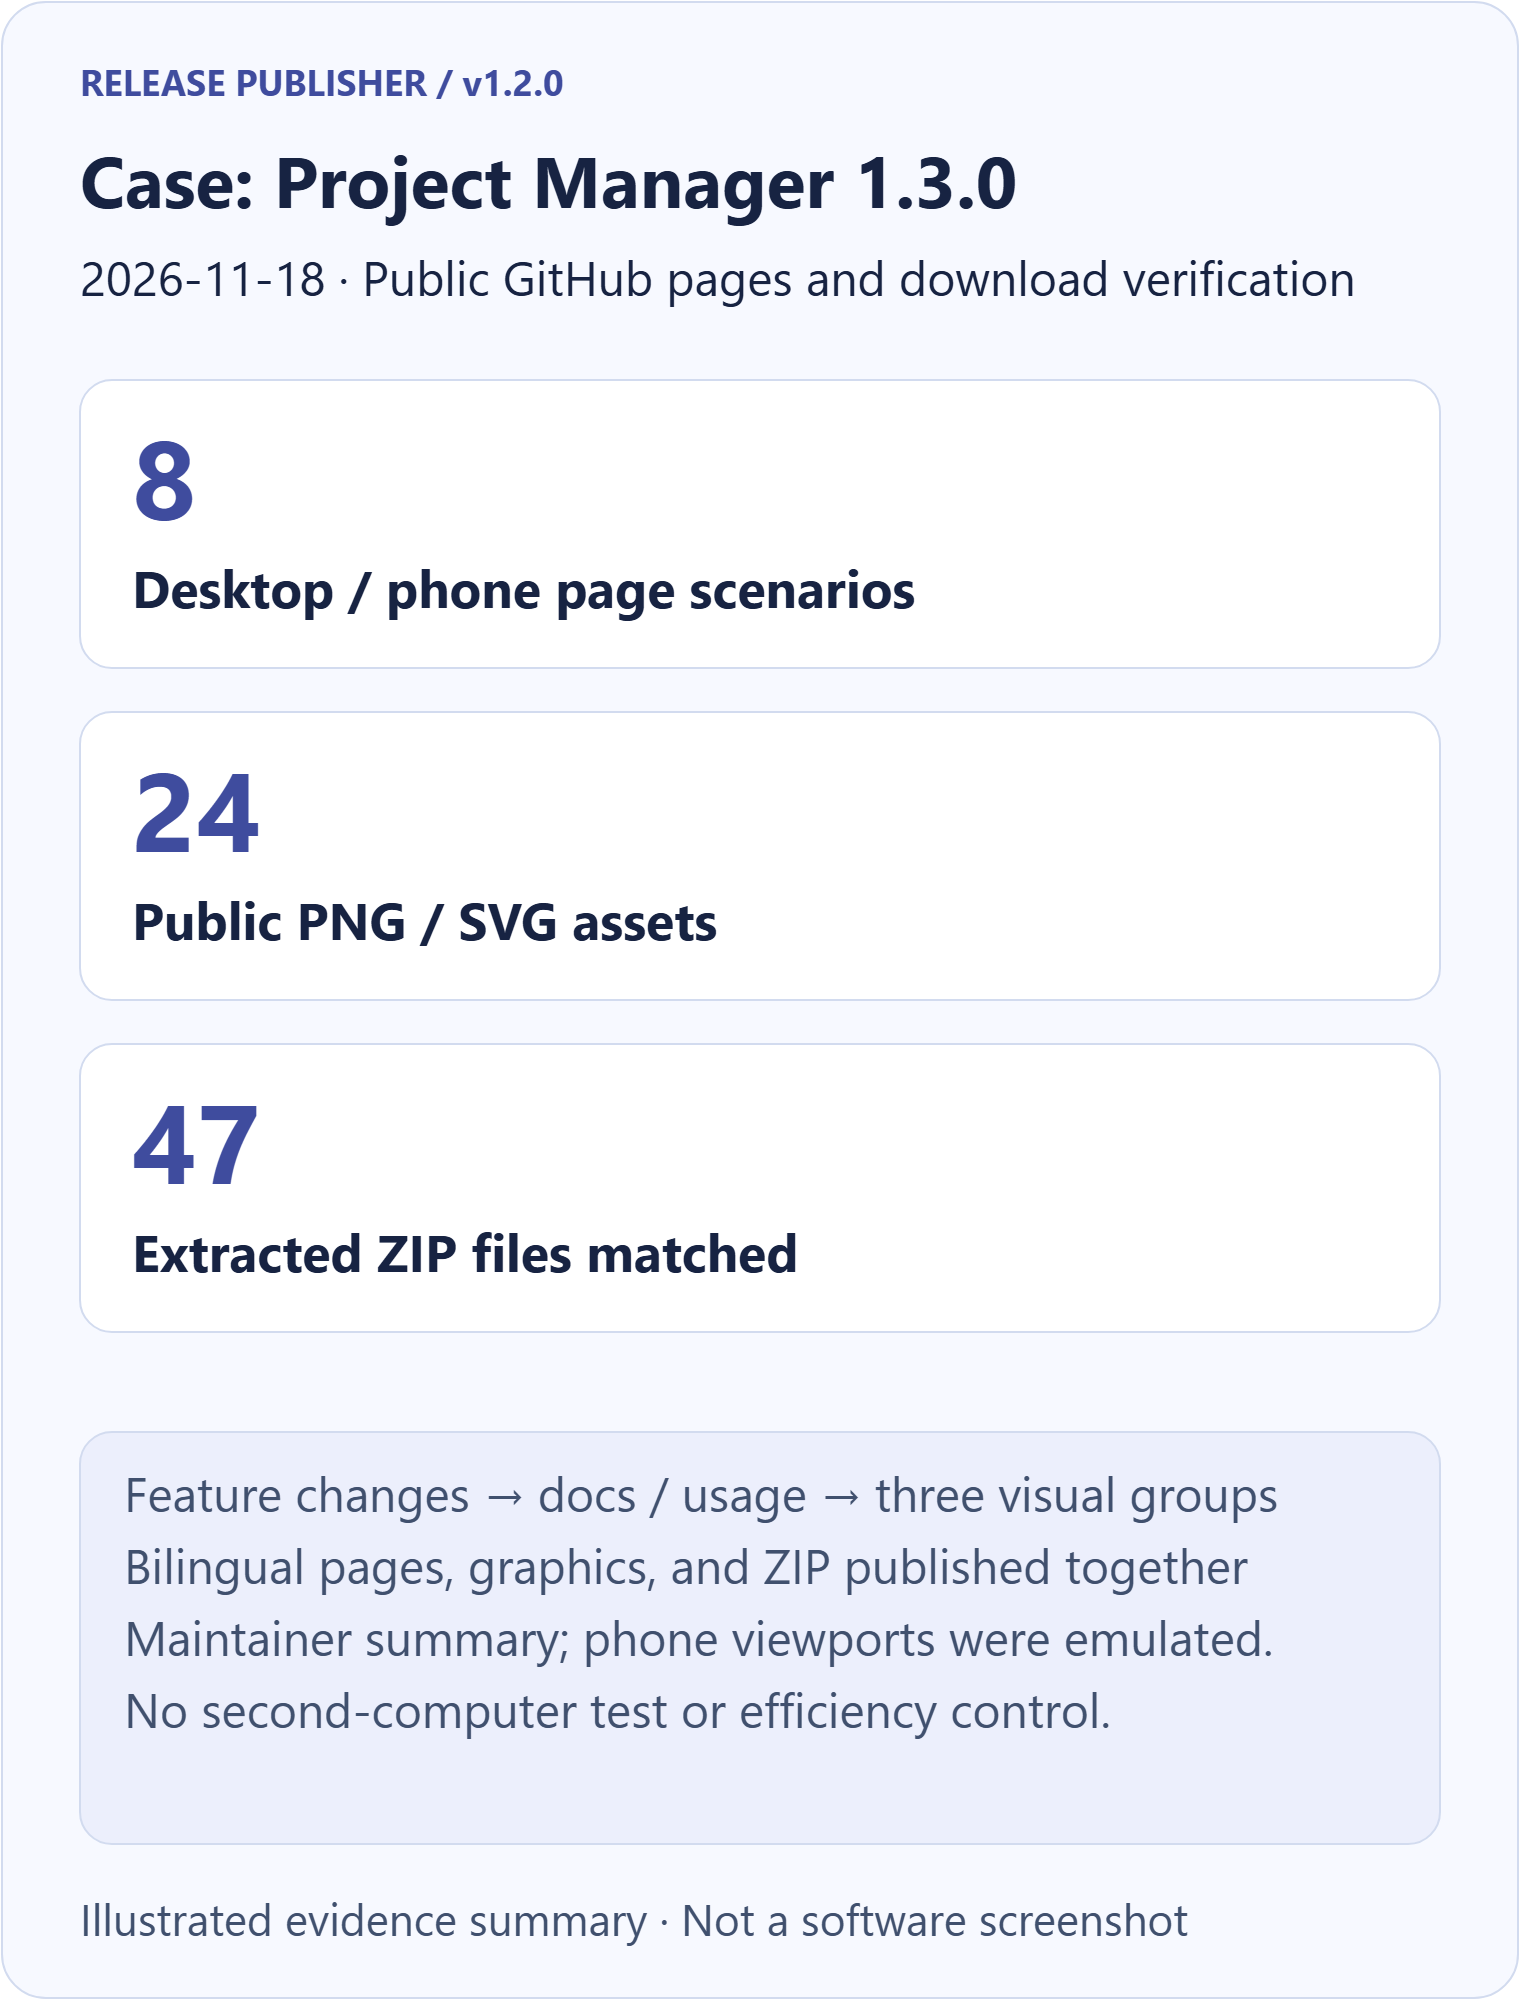 RELEASE PUBLISHER / v1.2.0
Case: Project Manager 1.3.0
2026-11-18 · Public GitHub pages and download verification
8
Desktop / phone page scenarios
24
Public PNG / SVG assets
47
Extracted ZIP files matched
Feature changes → docs / usage → three visual groups
Bilingual pages, graphics, and ZIP published together
Maintainer summary; phone viewports were emulated.
No second-computer test or efficiency control.
Illustrated evidence summary · Not a software screenshot